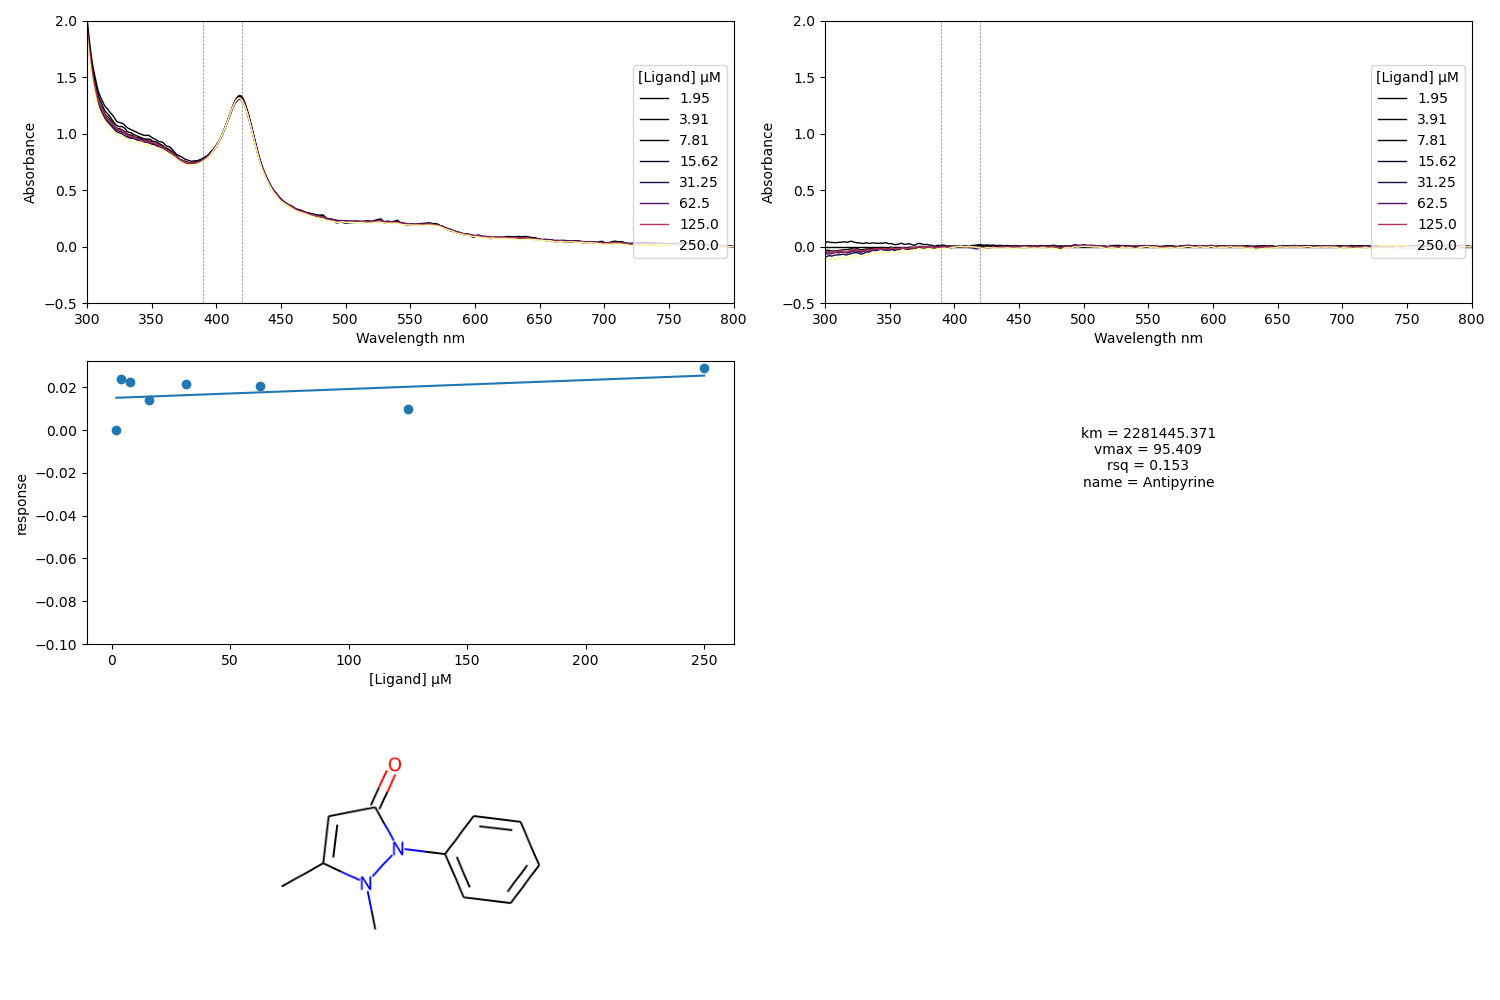 2.0
1.5
1.0
0.5
0.0
−0.5
Absorbance
300 350 400 450 500 550 600 650 700 750 800
Wavelength nm
[Ligand] µM
1.95
3.91
7.81
15.62
31.25
62.5
125.0
250.0
2.0
1.5
1.0
0.5
0.0
−0.5
Absorbance
300 350 400 450 500 550 600 650 700 750 800
Wavelength nm
[Ligand] µM
1.95
3.91
7.81
15.62
31.25
62.5
125.0
250.0
0.02
0.00
−0.02
−0.04
−0.06
−0.08
−0.10
response
0 50 100 150 200 250
[Ligand] µM
km = 2281445.371
vmax = 95.409
rsq = 0.153
name = Antipyrine
O
N
N